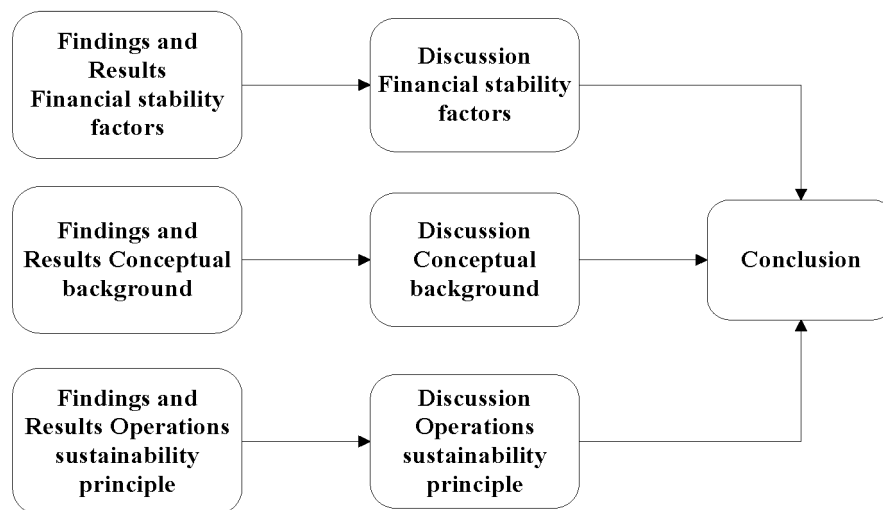 Findings and
Results
Financial stability
factors
Discussion
Financial stability
factors
Findings and
Results Conceptual
background
Discussion
Conceptual
background
Conclusion
Findings and
Results Operations
sustainability
principle
Discussion
Operations
sustainability
principle